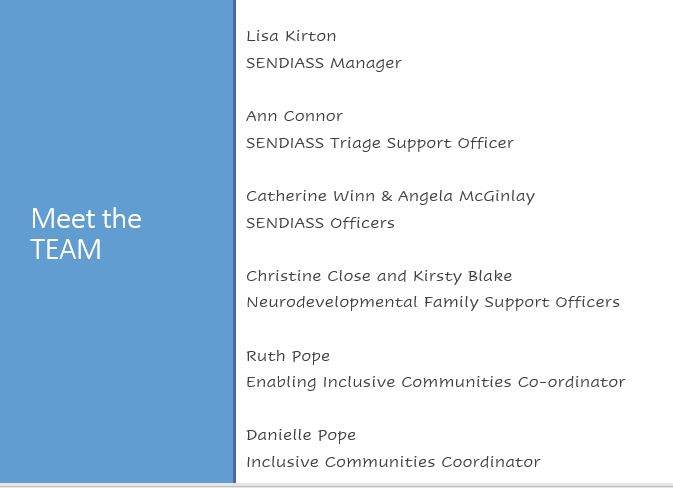 Meet the
TEAM
Lisa Kirton
SENDIASS Manager
Ann Connor
SENDIASS Triage Support Officer
Catherine Winn & Angela McGinlay
SENDIASS Officers
Christine Close and Kirsty Blake
Neurodevelopmental Family Support Officers
Ruth Pope
Enabling Inclusive Communities Co-ordinator
Danielle Pope
Inclusive Communities Coordinator